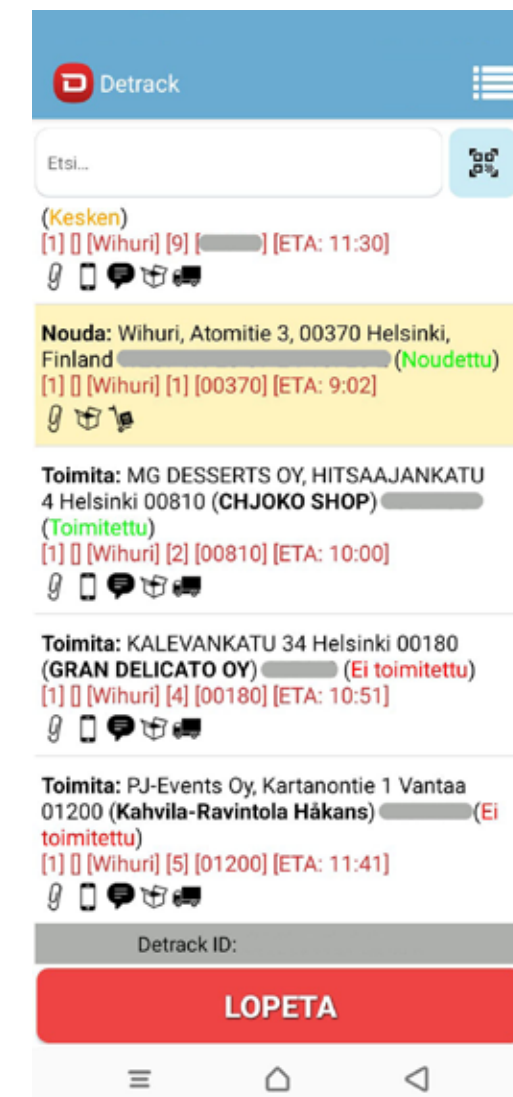 Detrack
Etsi...
(Kesken)
[1] [] [Wihuri] [9] [ ] [ETA: 11:30]
Nouda: Wihuri, Atomitie 3, 00370 Helsinki,
Finland (Noudettu)
[1] [] [Wihuri] [1] [00370] [ETA: 9:02]
Toimita: MG DESSERTS OY, HITSAAJANKATU
4 Helsinki 00810 (CHJOKO SHOP)
(Toimitettu)
[1] [] [Wihuri] [2] [00810] [ETA: 10:00]
Toimita: KALEVANKATU 34 Helsinki 00180
(GRAN DELICATO OY) (Ei toimitettu)
[1] [] [Wihuri] [4] [00180] [ETA: 10:51]
Toimita: PJ-Events Oy, Kartanontie 1 Vantaa
01200 (Kahvila-Ravintola Håkans) (Ei
toimitettu)
[1] [] [Wihuri] [5] [01200] [ETA: 11:41]
Detrack ID:
LOPETA